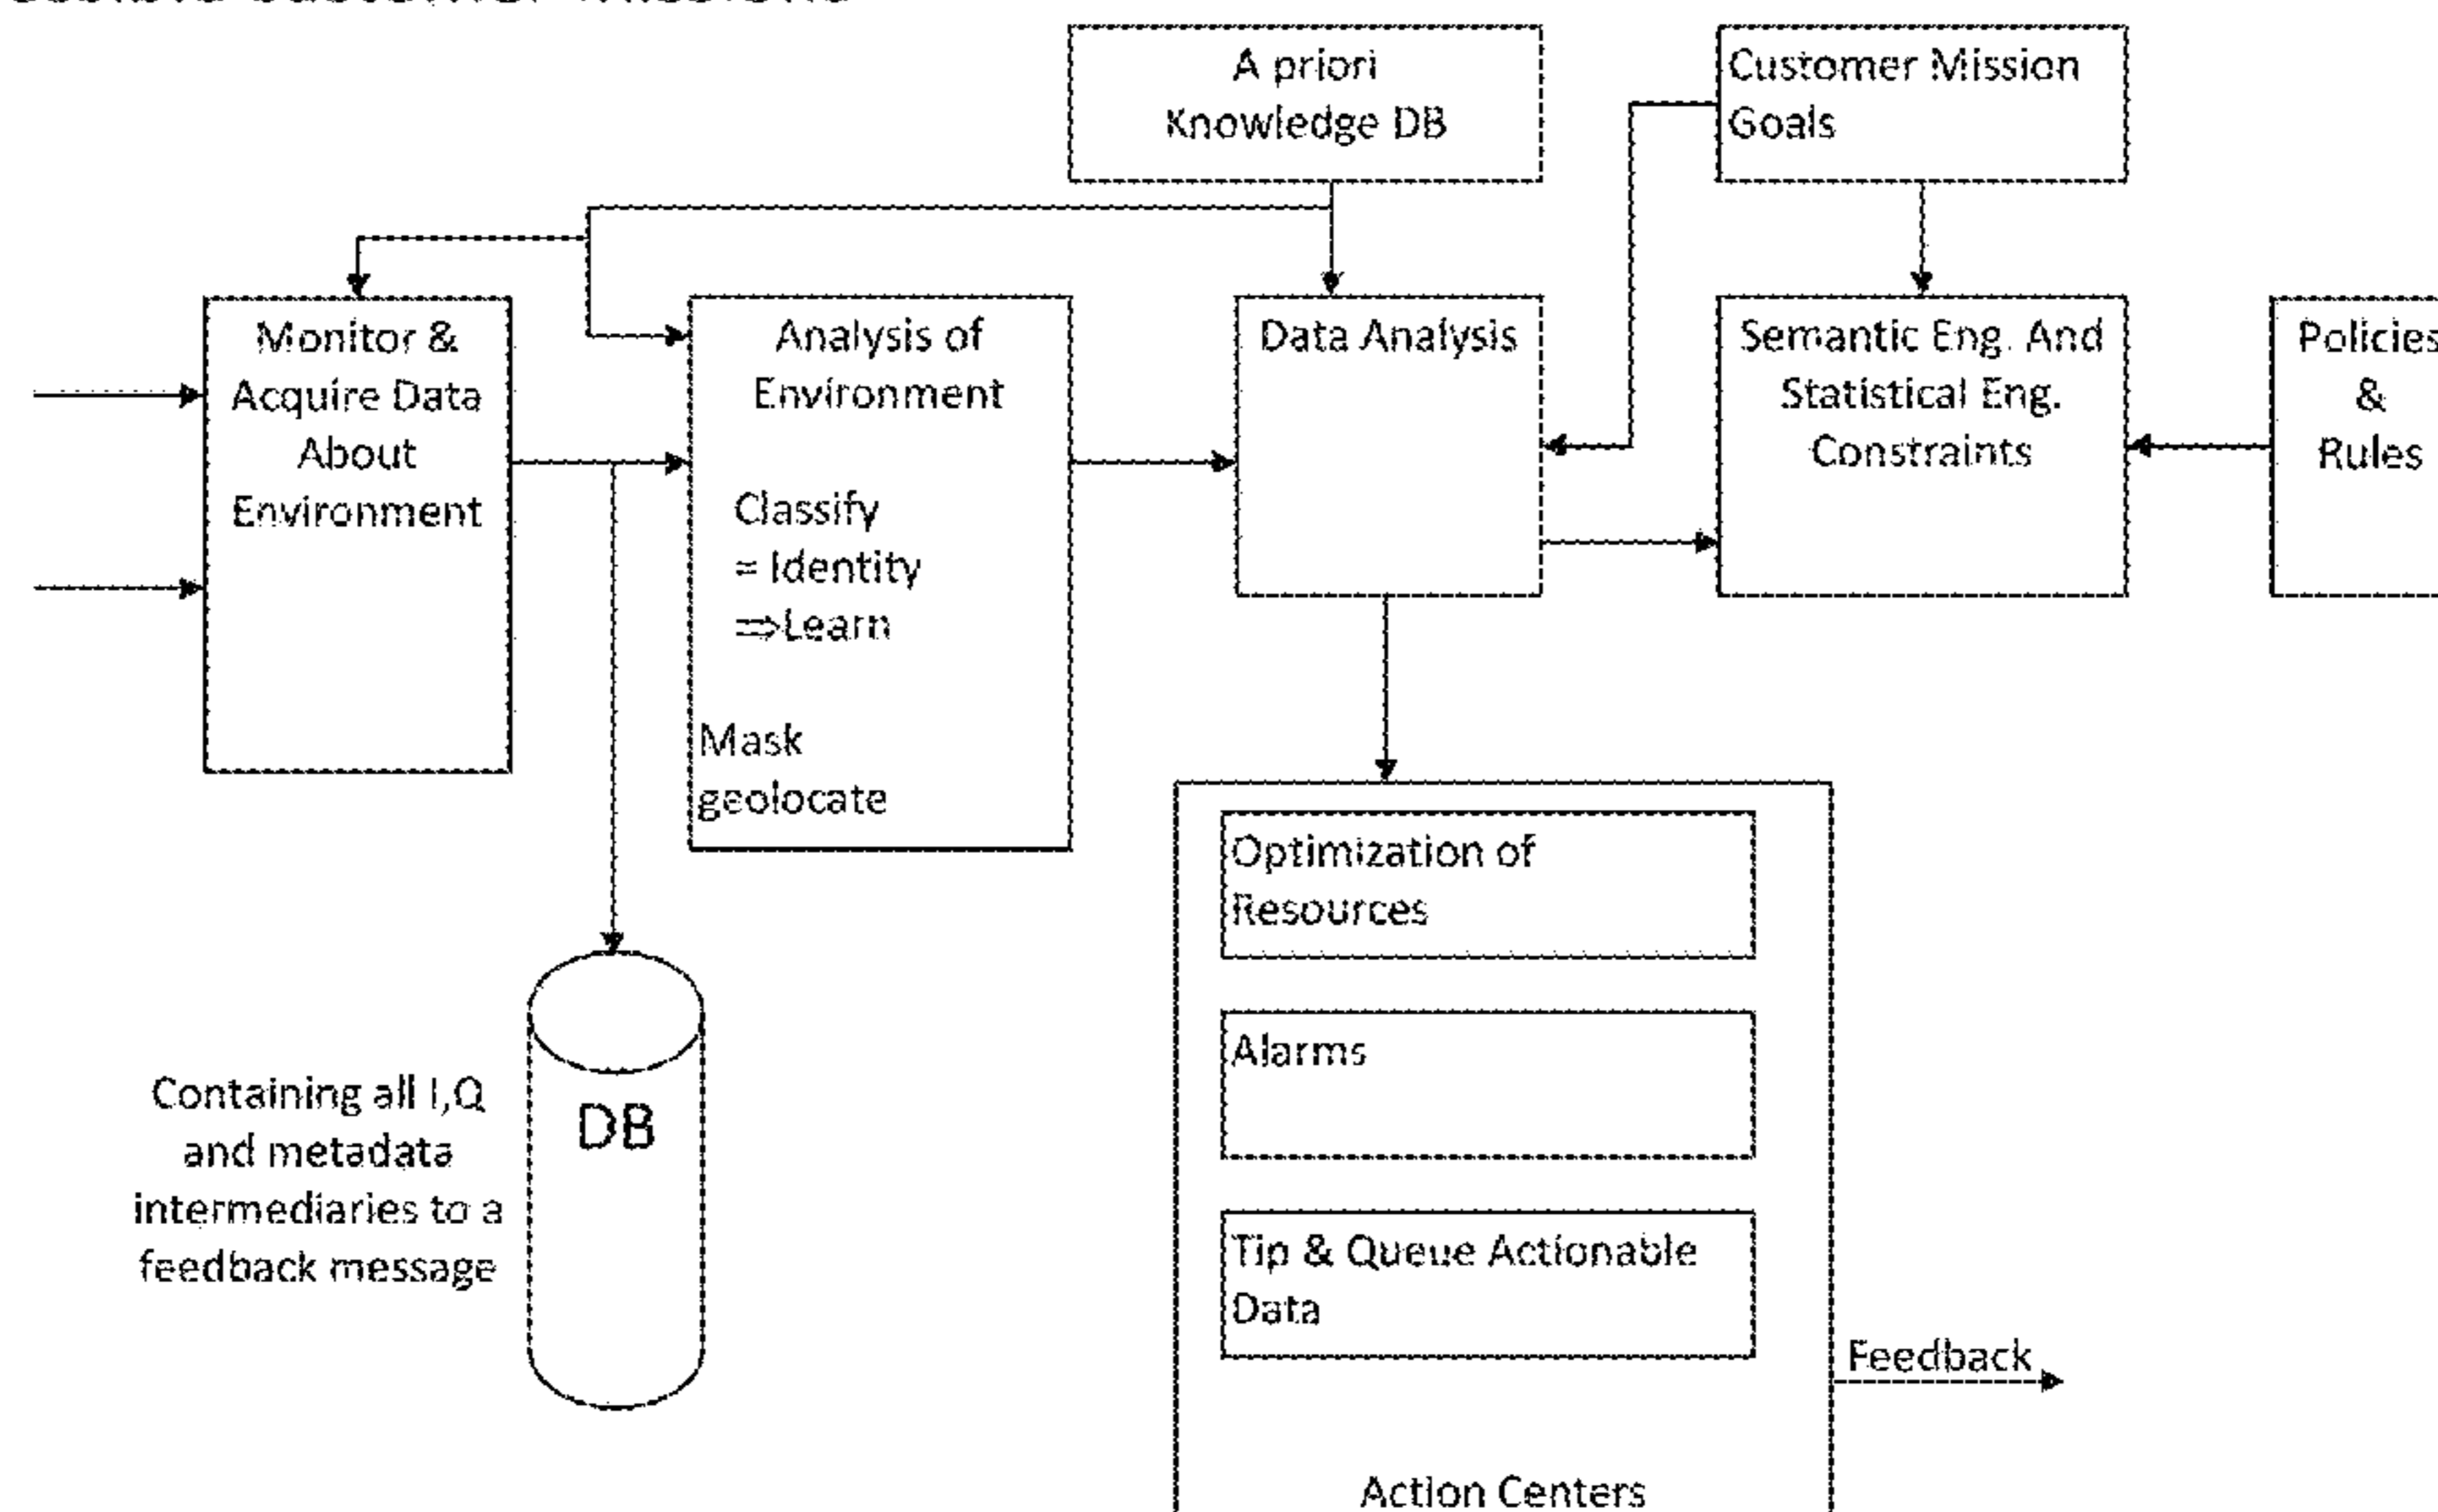 A priori
Knowledge DB
Customer Mission
Goals
Monitor &
Acquire Data
About
Environment
Analysis of
Environment
Classify
= Identity
⇒Learn
Mask
geolocate
Data Analysis
Semantic Eng. And
Statistical Eng.
Constraints
Policies
&
Rules
Optimization of
Resources
Alarms
Tip & Queue Actionable
Data
Feedback
Action Centers
Containing all I,Q
and metadata
intermediaries to a
feedback message
DB